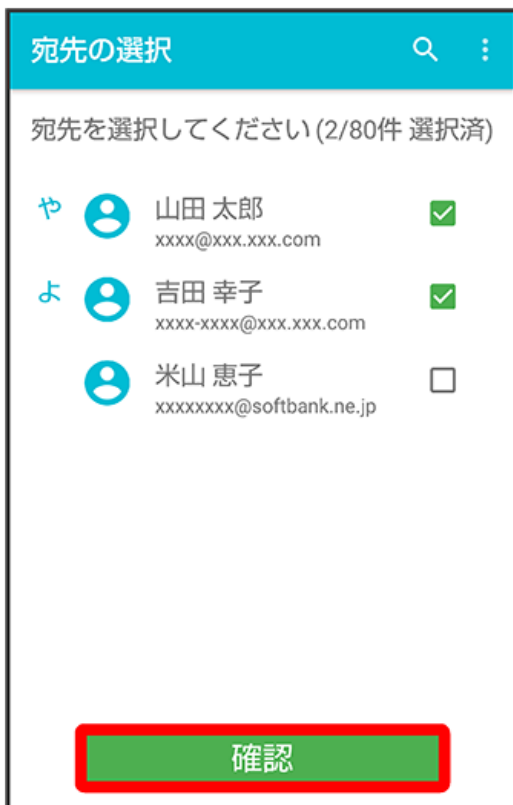 宛先の選択
宛先を選択してください(2/80件 選択済)
や
山田 太郎
xxxx@xxx.xxx.com
よ
吉田 幸子
xxxx-xxxx@xxx.xxx.com
米山 恵子
xxxxxxxx@softbank.ne.jp
確認